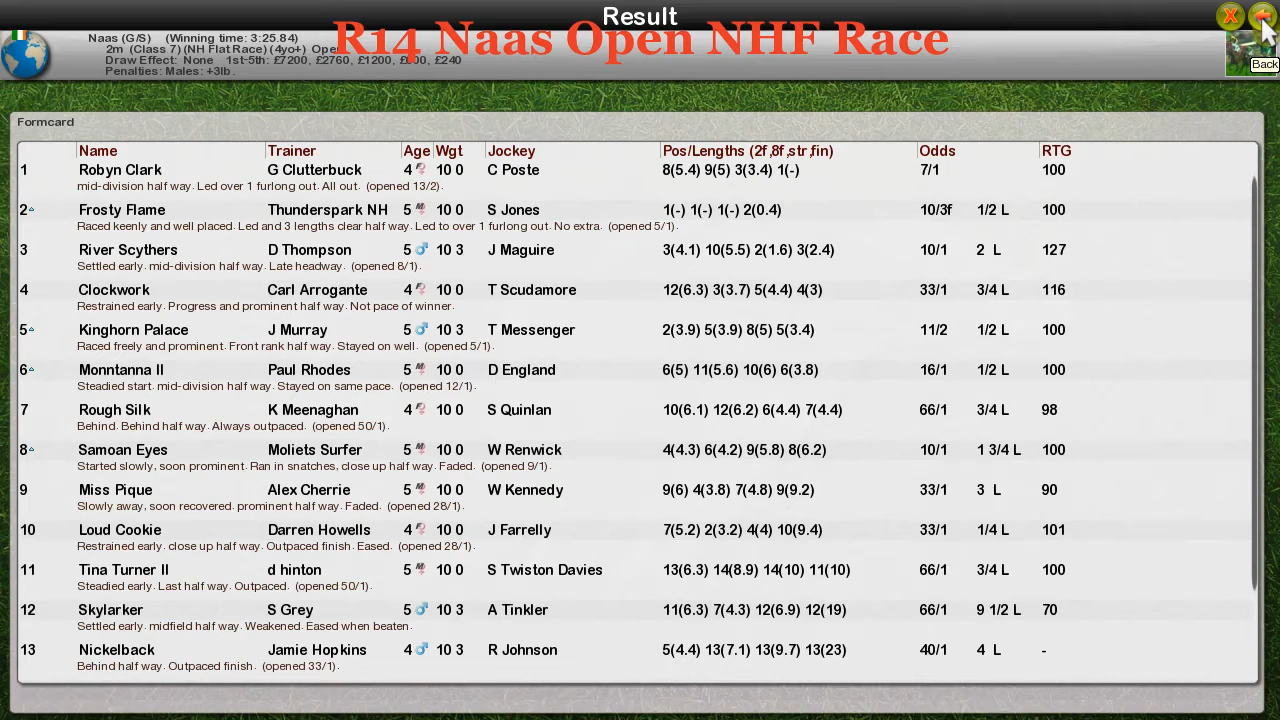 Result
R14 Naas Open NHF Race
Naas (G/S) (Winning time: 3:25.84)
2m (Class 7) (NH Flat Race) (4yo+) Open
Draw Effect: None 1st-5th: £7200, £2760, £1200, £240
Penalties: Males: +3lb.
Back
Formcard
Name Trainer Age Wgt Jockey Pos/Lengths (2f,8f,str,fin) Odds RTG
1 Robyn Clark G Clutterbuck 4 10 0 C Poste 8(5.4) 9(5) 3(3.4) 1(-) 7/1 100
mid-division half way. Led over 1 furlong out. All out. (opened 13/2).
2 Frosty Flame Thunderspark NH 5 10 0 S Jones 1(-) 1(-) 1(-) 2(0.4) 10/3f 1/2 L 100
Raced keenly and well placed. Led and 3 lengths clear half way. Led to over 1 furlong out. No extra. (opened 5/1).
3 River Scythers D Thompson 5 10 3 J Maguire 3(4.1) 10(5.5) 2(1.6) 3(2.4) 10/1 2 L 127
Settled early. mid-division half way. Late headway. (opened 8/1).
4 Clockwork Carl Arrogante 4 10 0 T Scudamore 12(6.3) 3(3.7) 5(4.4) 4(3) 33/1 3/4 L 116
Restrained early. Progress and prominent half way. Not pace of winner.
5 Kinghorn Palace J Murray 5 10 3 T Messenger 2(3.9) 5(3.9) 8(5) 5(3.4) 11/2 1/2 L 100
Raced freely and prominent. Front rank half way. Stayed on well. (opened 5/1).
6 Monntanna II Paul Rhodes 5 10 0 D England 6(5) 11(5.6) 10(6) 6(3.8) 16/1 1/2 L 100
Steadied start. mid-division half way. Stayed on same pace. (opened 12/1).
7 Rough Silk K Meenaghan 4 10 0 S Quinlan 10(6.1) 12(6.2) 6(4.4) 7(4.4) 66/1 3/4 L 98
Behind. Behind half way. Always outpaced. (opened 50/1).
8 Samoan Eyes Moliets Surfer 5 10 0 W Renwick 4(4.3) 6(4.2) 9(5.8) 8(6.2) 10/1 1 3/4 L 100
Started slowly, soon prominent. Ran in snatches, close up half way. Faded. (opened 9/1).
9 Miss Pique Alex Cherrie 5 10 0 W Kennedy 9(6) 4(3.8) 7(4.8) 9(9.2) 33/1 3 L 90
Slowly away, soon recovered. prominent half way. Faded. (opened 28/1).
10 Loud Cookie Darren Howells 4 10 0 J Farrelly 7(5.2) 2(3.2) 4(4) 10(9.4) 33/1 1/4 L 101
Restrained early. close up half way. Outpaced finish. Eased. (opened 28/1).
11 Tina Turner II d hinton 5 10 0 S Twiston Davies 13(6.3) 14(8.9) 14(10) 11(10) 66/1 3/4 L 100
Steadied early. Last half way. Outpaced. (opened 50/1).
12 Skylarker S Grey 5 10 3 A Tinkler 11(6.3) 7(4.3) 12(6.9) 12(19) 66/1 9 1/2 L 70
Settled early. midfield half way. Weakened. Eased when beaten.
13 Nickelback Jamie Hopkins 4 10 3 R Johnson 5(4.4) 13(7.1) 13(9.7) 13(23) 40/1 4 L -
Behind half way. Outpaced finish. (opened 33/1).